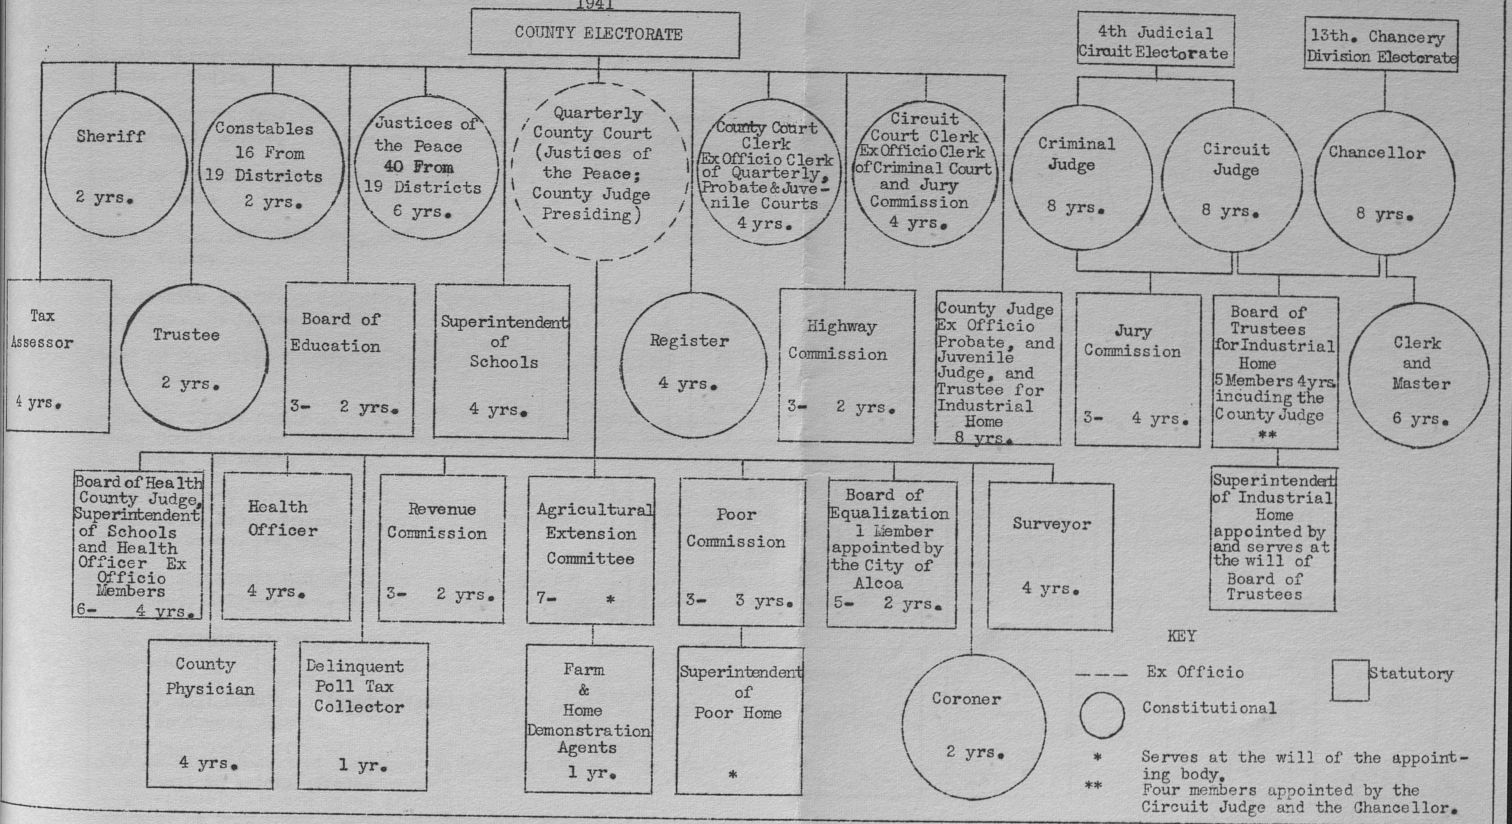 1941
COUNTY ELECTORATE
4th Judicial
Circuit Electorate
13th. Chancery
Division Electorate
Sheriff
2 yrs.
Constables
16 From
19 Districts
2 yrs.
Justices of
the Peace
40 From
19 Districts
6 yrs.
Quarterly
County Court
(Justices of
the Peace;
County Judge
Presiding)
County Court
Clerk
Ex Officio Clerk
of Quarterly,
Probate & Juve-
nile Courts
4 yrs.
Circuit
Court Clerk
Ex Officio Clerk
of Criminal Court
and Jury
Commission
4 yrs.
Criminal
Judge
8 yrs.
Circuit
Judge
8 yrs.
Chancellor
8 yrs.
Tax
Assessor
4 yrs.
Trustee
2 yrs.
Board of
Education
3- 2 yrs.
Superintendent
of
Schools
4 yrs.
Register
4 yrs.
Highway
Commission
3- 2 yrs.
County Judge
Ex Officio
Probate, and
Juvenile
Judge, and
Trustee for
Industrial
Home
8 yrs.
Jury
Commission
3- 4 yrs.
Board of
Trustees
for Industrial
Home
5 Members 4yrs
incuding the
County Judge
**
Clerk
and
Master
6 yrs.
Board of Health
County Judge,
Superintendent
of Schools
and Health
Officer Ex
Officio
Members
6- 4 yrs.
Health
Officer
4 yrs.
Revenue
Commission
3- 2 yrs.
Agricultural
Extension
Committee
7- *
Poor
Commission
3- 3 yrs.
Board of
Equalization
1 Member
appointed by
the City of
Alcoa
5- 2 yrs.
Surveyor
4 yrs.
Superintendent
of Industrial
Home
appointed by
and serves at
the will of
Board of
Trustees
County
Physician
4 yrs.
Delinquent
Poll Tax
Collector
1 yr.
Farm
&
Home
Demonstration
Agents
1 yr.
Superintendent
of
Poor Home
*
Coroner
2 yrs.
KEY
Ex Officio
Statutory
Constitutional
* Serves at the will of the appoint-
ing body.
** Four members appointed by the
Circuit Judge and the Chancellor.